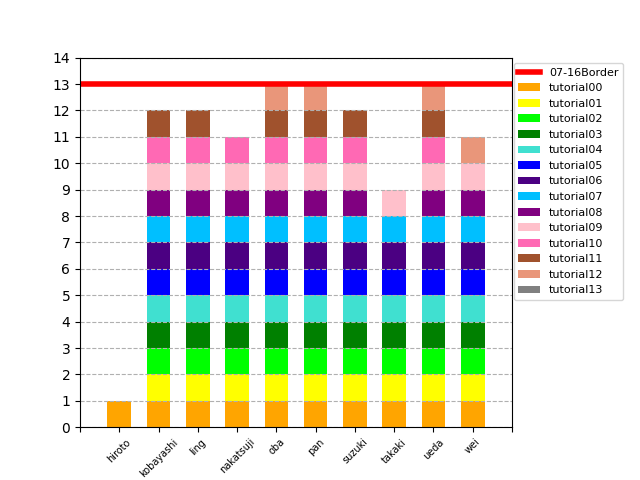 14
13
12
11
10
9
8
7
6
5
4
3
2
1
0
hiroto
kobayashi
ling
nakatsuji
oba
pan
suzuki
takaki
ueda
wei
07-16Border
tutorial00
tutorial01
tutorial02
tutorial03
tutorial04
tutorial05
tutorial06
tutorial07
tutorial08
tutorial09
tutorial10
tutorial11
tutorial12
tutorial13